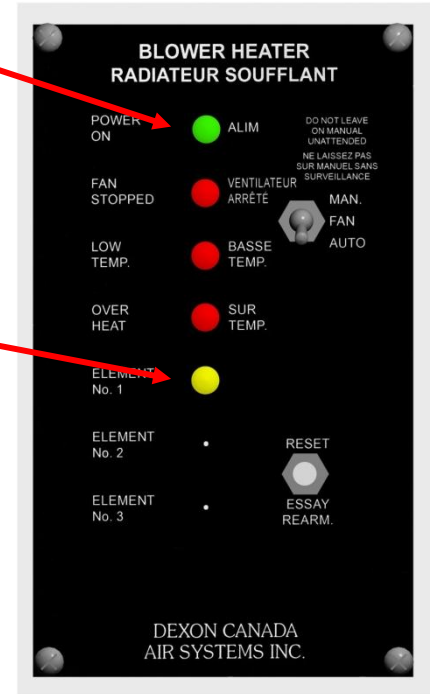 BLOWER HEATER
RADIATEUR SOUFFLANT
POWER
ON
ALIM
DO NOT LEAVE
ON MANUAL
UNATTENDED
NE LAISSEZ PAS
SUR MANUEL SANS
SURVEILLANCE
FAN
STOPPED
VENTILATEUR
ARRÊTÉ
MAN.
FAN
AUTO
LOW
TEMP.
BASSE
TEMP.
OVER
HEAT
SUR
TEMP.
ELEMENT
No. 1
ELEMENT
No. 2
RESET
ELEMENT
No. 3
ESSAY
REARM.
DEXON CANADA
AIR SYSTEMS INC.